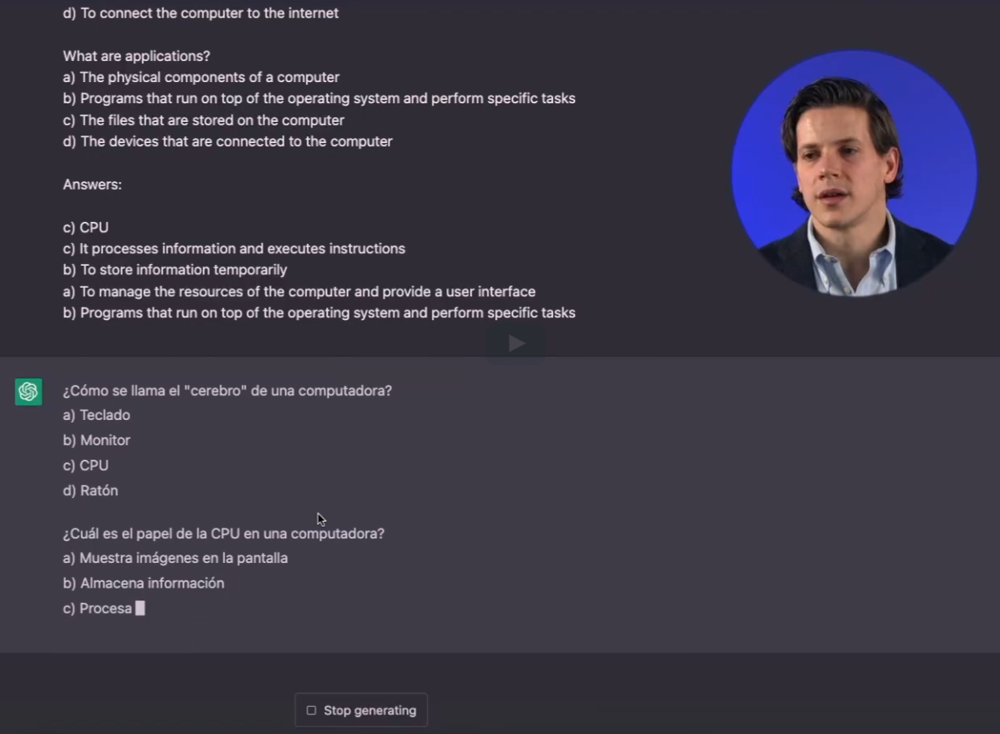 d) To connect the computer to the internet
What are applications?
a) The physical components of a computer
b) Programs that run on top of the operating system and perform specific tasks
c) The files that are stored on the computer
d) The devices that are connected to the computer
Answers:
c) CPU
c) It processes information and executes instructions
b) To store information temporarily
a) To manage the resources of the computer and provide a user interface
b) Programs that run on top of the operating system and perform specific tasks
¿Cómo se llama el "cerebro" de una computadora?
a) Teclado
b) Monitor
c) CPU
d) Ratón
¿Cuál es el papel de la CPU en una computadora?
a) Muestra imágenes en la pantalla
b) Almacena información
c) Procesa
Stop generating